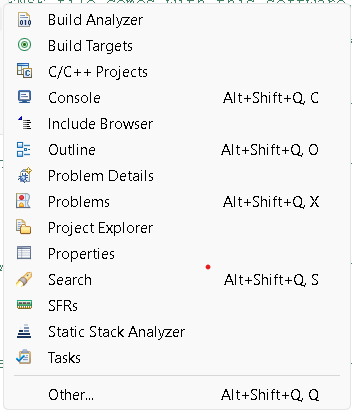 Build Analyzer
Build Targets
C/C++ Projects
Console Alt+Shift+Q, C
Include Browser
Outline Alt+Shift+Q, O
Problem Details
Problems Alt+Shift+Q, X
Project Explorer
Properties
Search Alt+Shift+Q, S
SFRs
Static Stack Analyzer
Tasks
Other... Alt+Shift+Q, Q